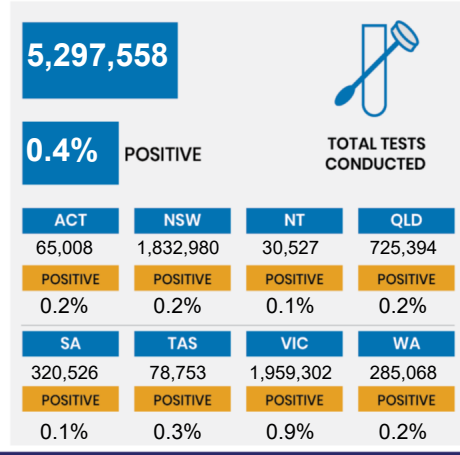 5,297,558
0.4% POSITIVE
TOTAL TESTS
CONDUCTED
ACT NSW NT QLD
65,008 1,832,980 30,527 725,394
POSITIVE POSITIVE POSITIVE POSITIVE
0.2% 0.2% 0.1% 0.2%
SA TAS VIC WA
320,526 78,753 1,959,302 285,068
POSITIVE POSITIVE POSITIVE POSITIVE
0.1% 0.3% 0.9% 0.2%